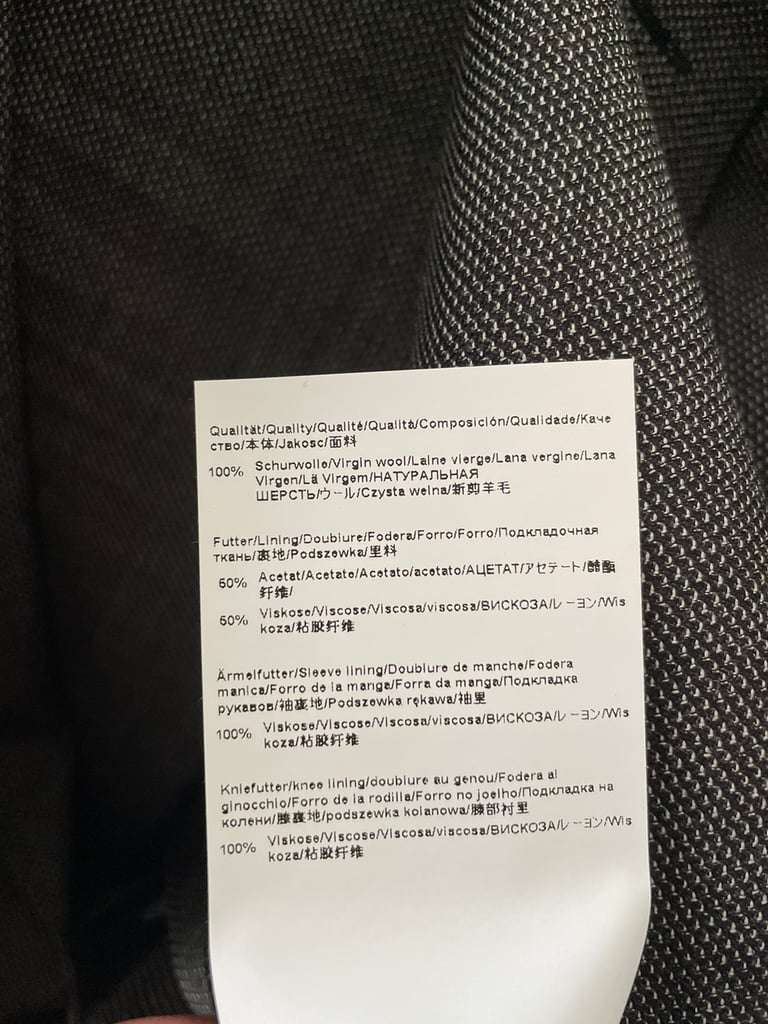 Qualität/Quality/Qualité/Qualità/Composición/Qualidade/Каче
ство/本体/Jakosc/面料
100% Schurwolle/Virgin wool/Laine vierge/Lana vergine/Lana
Virgen/Lã Virgem/НАТУРАЛЬНАЯ
ШЕРСТЬ/ウール/Czysta welna/新剪羊毛
Futter/Lining/Doublure/Fodera/Forro/Forro/Подкладочная
ткань/裏地/Podszewka/里料
50% Acetat/Acetate/Acetato/acetato/АЦЕТАТ/アセテート/醋酯
纤维/
50% Viskose/Viscose/Viscosa/viscosa/ВИСКОЗА/レーヨン/Wis
koza/粘胶纤维
Ärmelfutter/Sleeve lining/Doublure de manche/Fodera
manica/Forro de la manga/Forra da manga/Подкладка
рукавов/袖裏地/Podszewka rękawa/袖里
100% Viskose/Viscose/Viscosa/viscosa/ВИСКОЗА/レーヨン/Wis
koza/粘胶纤维
Kniefutter/knee lining/doublure au genou/Fodera al
ginocchio/Forro de la rodilla/Forro no joelho/Подкладка на
колени/膝裏地/podszewka kolanowa/膝部衬里
100% Viskose/Viscose/Viscosa/viscosa/ВИСКОЗА/レーヨン/Wis
koza/粘胶纤维